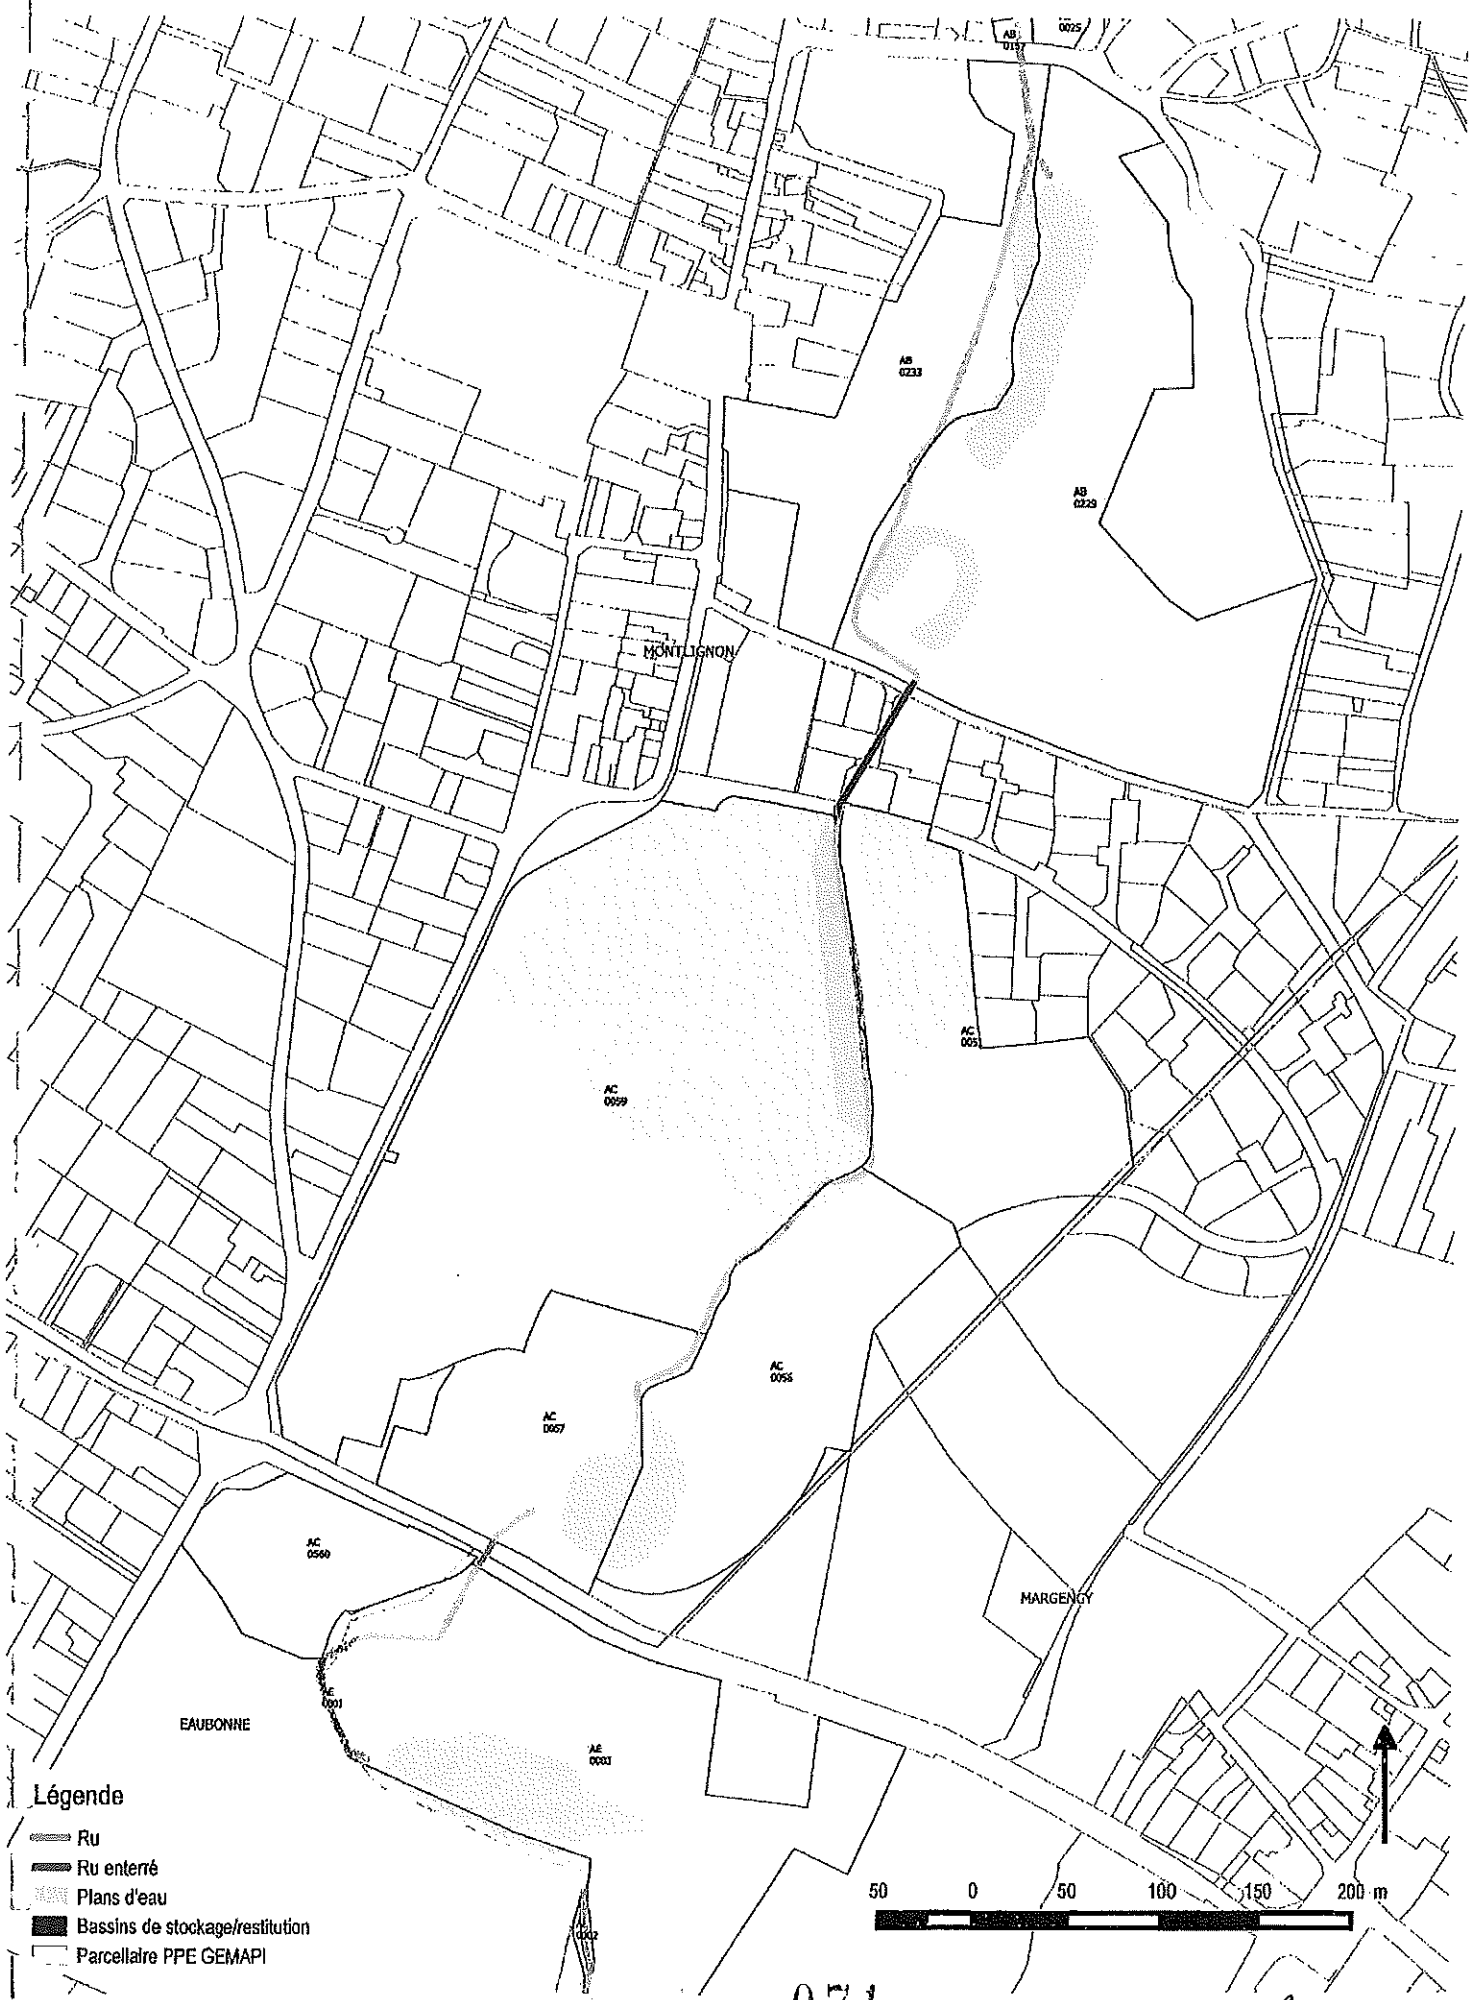 AB
0025
AB
0233
AB
0229
MONTLIGNON
AC
AC
0059
AC
0056
AC
0057
AC
0560
MARGENCY
AE
0001
EAUBONNE
AE
0003
Légende
Ru
Ru enterré
Plans d'eau
Bassins de stockage/restitution
Parcellaire PPE GEMAPI
50 0 50 100 150 200 m
0002